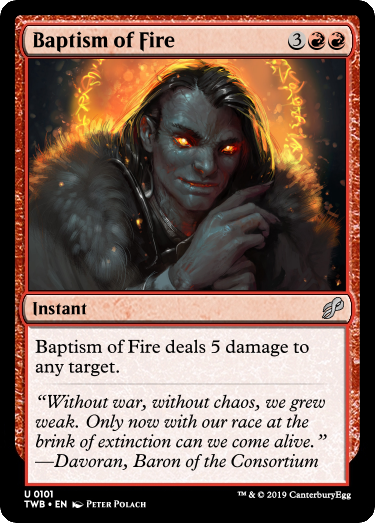 Baptism of Fire 3
Instant
Baptism of Fire deals 5 damage to
any target.
“Without war, without chaos, we grew
weak. Only now with our race at the
brink of extinction can we come alive.”
—Davoran, Baron of the Consortium
U 0101
TWB • EN Peter Polach
™ & © 2019 CanterburyEgg